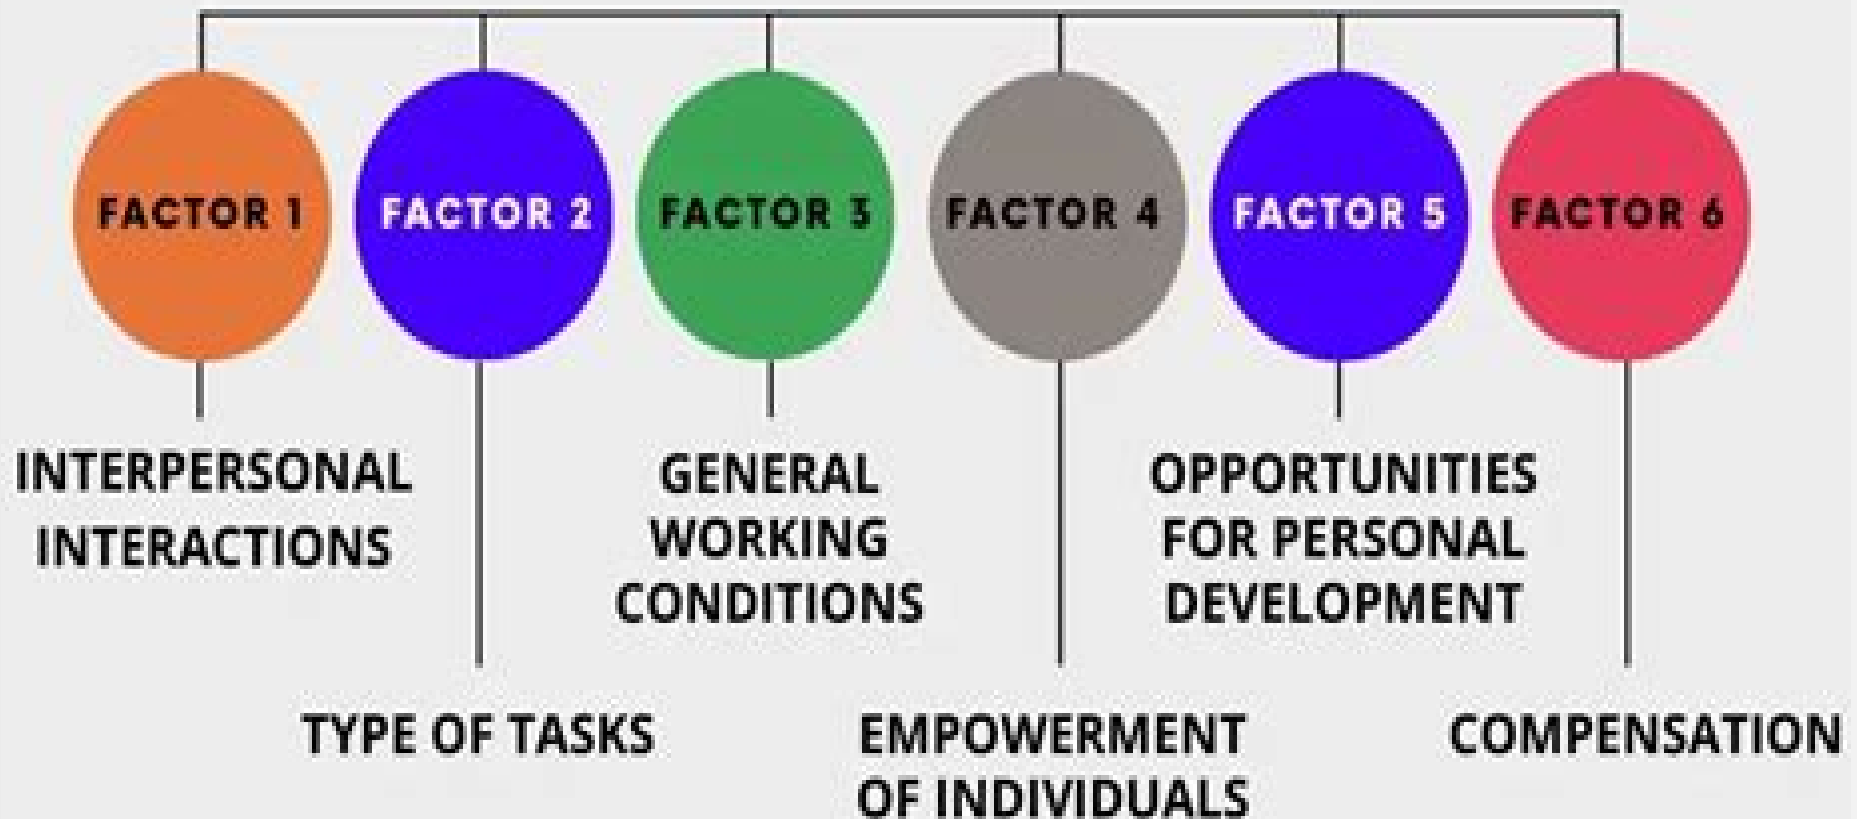 FACTOR 1
FACTOR 2
FACTOR 3
FACTOR 4
FACTOR 5
FACTOR 6
INTERPERSONAL
INTERACTIONS
GENERAL
WORKING
CONDITIONS
OPPORTUNITIES
FOR PERSONAL
DEVELOPMENT
TYPE OF TASKS
EMPOWERMENT
OF INDIVIDUALS
COMPENSATION